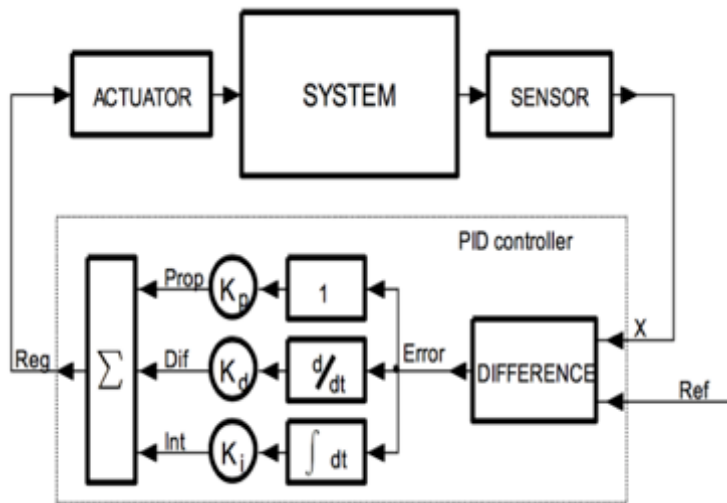 ACTUATOR
SYSTEM
SENSOR
PID controller
Prop
K p
1
X
Reg
∑
Dif
K d
d/dt
Error
DIFFERENCE
Ref
Int
K i
∫ dt